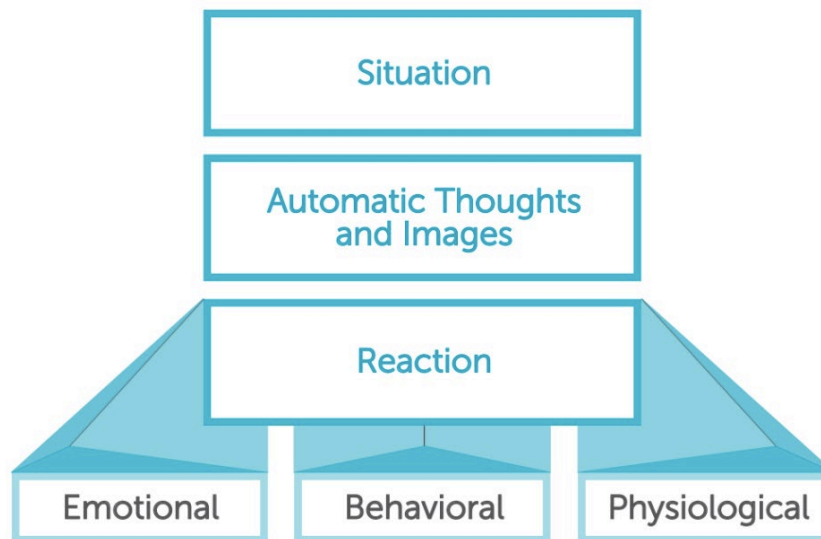 Situation
Automatic Thoughts
and Images
Reaction
Emotional
Behavioral
Physiological